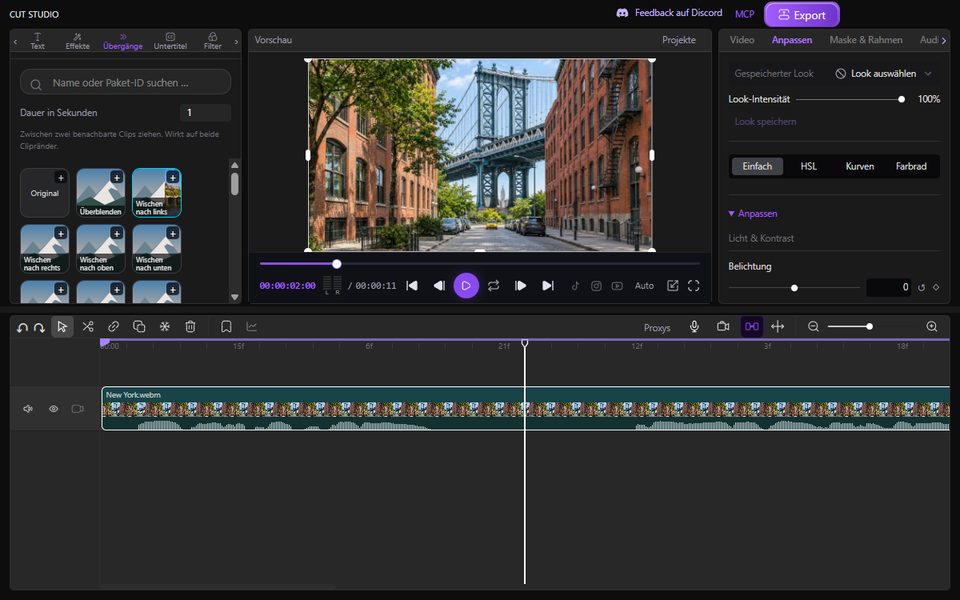 CUT STUDIO
Feedback auf Discord
MCP
Export
Text
Effekte
Übergänge
Untertitel
Filter
Name oder Paket-ID suchen ...
Dauer in Sekunden
1
Zwischen zwei benachbarte Clips ziehen. Wirkt auf beide
Clipränder.
Original
Überblenden
Wischen
nach links
Wischen
nach rechts
Wischen
nach oben
Wischen
nach unten
Vorschau
Projekte
00:00:02:00
L R
/ 00:00:11
Auto
Video
Anpassen
Maske & Rahmen
Audi
Gespeicherter Look
Look auswählen
Look-Intensität
100%
Look speichern
Einfach
HSL
Kurven
Farbrad
Anpassen
Licht & Kontrast
Belichtung
0
Proxys
00:00
15f
6f
21f
12f
3f
18f
New York.webm